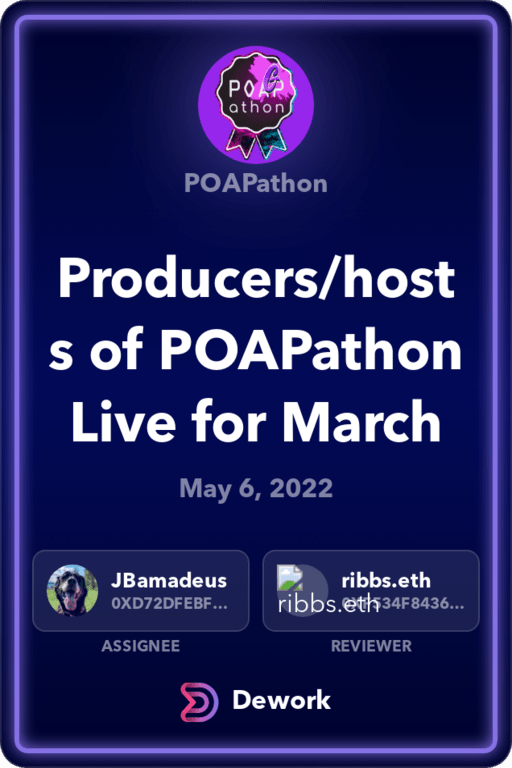 POAP
athon
POAPathon
Producers/host
s of POAPathon
Live for March
May 6, 2022
JBamadeus
0XD72DFEBF...
ribbs.eth
ribbs.eth
ASSIGNEE
REVIEWER
Dework